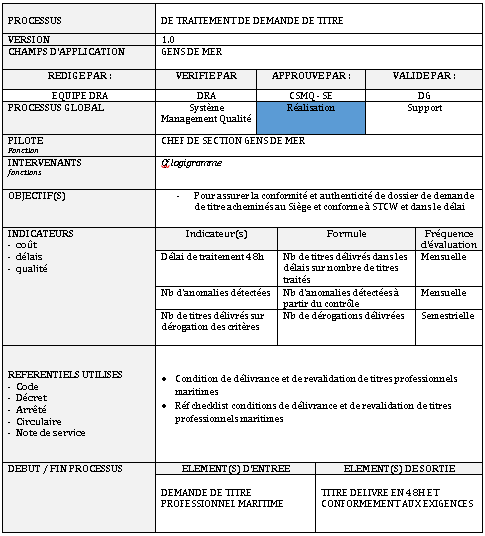 PROCESSUS DE TRAITEMENT DE DEMANDE DE TITRE
VERSION 1.0
CHAMPS D'APPLICATION GENS DE MER
REDIGE PAR : VERIFIE PAR APPROUVE PAR : VALIDE PAR :
EQUIPE DRA DRA CSMQ - SE DG
PROCESSUS GLOBAL Système Management Qualité Réalisation Support
PILOTE CHEF DE SECTION GENS DE MER
Fonction
INTERVENANTS Cf logigramme
fonctions
OBJECTIF(S) - Pour assurer la conformité et authenticité de dossier de demande
de titre acheminés au Siège et conforme à STCW et dans le délai
INDICATEURS
- coût
- délais
- qualité
Indicateur(s) Formule Fréquence d'évaluation
Délai de traitement 48h Nb de titres délivrés dans les délais sur nombre de titres traités Mensuelle
Nb d'anomalies détectées Nb d'anomalies détectées à partir du contrôle Mensuelle
Nb de titres délivrés sur dérogation des critères Nb de dérogations délivrées Semestrielle
REFERENTIELS UTILISES
- Code
- Décret
- Arrêté
- Circulaire
- Note de service
• Condition de délivrance et de revalidation de titres professionnels
maritimes
• Réf checklist conditions de délivrance et de revalidation de titres
professionnels maritimes
DEBUT / FIN PROCESSUS ELEMENT(S) D'ENTREE ELEMENT(S) DE SORTIE
DEMANDE DE TITRE
PROFESSIONNEL MARITIME
TITRE DELIVRE EN 48H ET
CONFORMEMENT AUX EXIGENCES